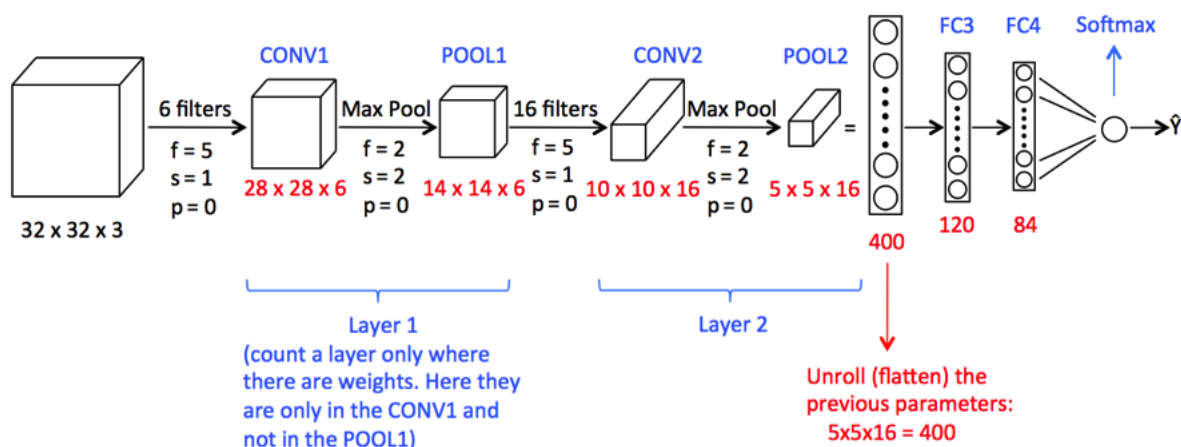 CONV1
POOL1
CONV2
POOL2
FC3
FC4
Softmax
6 filters
f = 5
s = 1
p = 0
Max Pool
f = 2
s = 2
p = 0
16 filters
f = 5
s = 1
p = 0
Max Pool
f = 2
s = 2
p = 0
=
Ŷ
32 x 32 x 3
28 x 28 x 6
14 x 14 x 6
10 x 10 x 16
5 x 5 x 16
400
120
84
Layer 1
(count a layer only where
there are weights. Here they
are only in the CONV1 and
not in the POOL1)
Layer 2
Unroll (flatten) the
previous parameters:
5x5x16 = 400